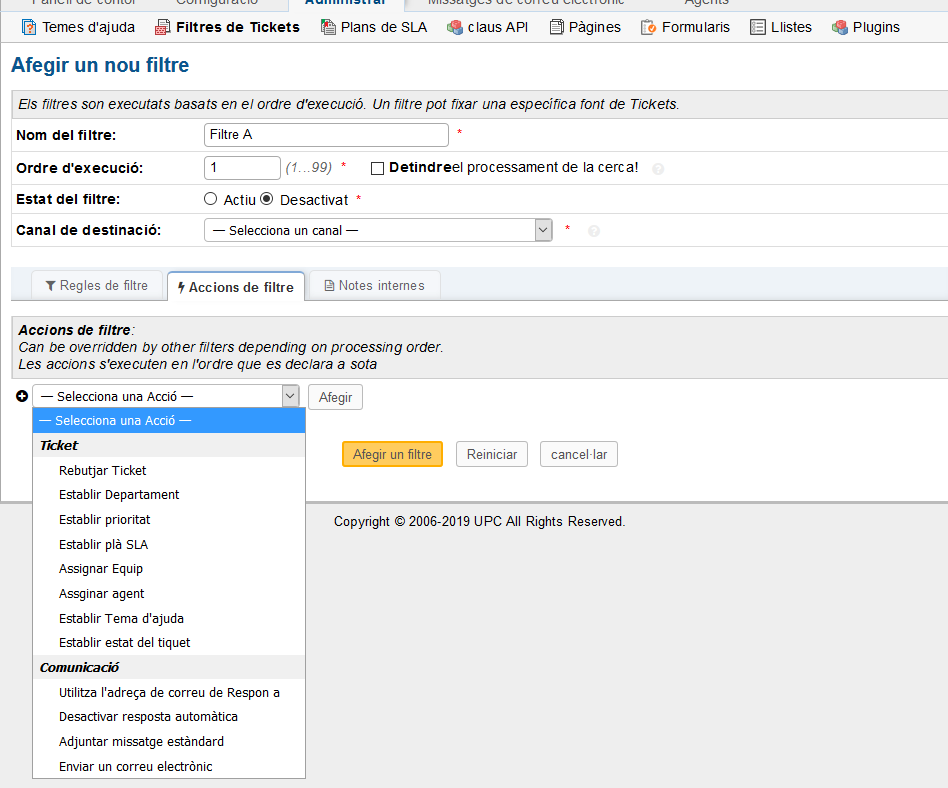 Panell de contol Configuració Administrar Missatges de correu electrònic Agents
Temes d'ajuda Filtres de Tickets Plans de SLA claus API Pàgines Formularis Llistes Plugins
Afegir un nou filtre
Els filtres son executats basats en el ordre d'execució. Un filtre pot fixar una específica font de Tickets.
Nom del filtre: Filtre A *
Ordre d'execució: 1 (1...99) * Detindreel processament de la cerca! ?
Estat del filtre: Actiu Desactivat *
Canal de destinació: — Selecciona un canal — * ?
Regles de filtre Accions de filtre Notes internes
Accions de filtre:
Can be overridden by other filters depending on processing order.
Les accions s'executen en l'ordre que es declara a sota
— Selecciona una Acció — Afegir
— Selecciona una Acció —
Ticket
Afegir un filtre Reiniciar cancel·lar
Rebutjar Ticket
Establir Departament
Establir prioritat
Copyright © 2006-2019 UPC All Rights Reserved.
Establir plà SLA
Assignar Equip
Assginar agent
Establir Tema d'ajuda
Establir estat del tiquet
Comunicació
Utilitza l'adreça de correu de Respon a
Desactivar resposta automàtica
Adjuntar missatge estàndard
Enviar un correu electrònic